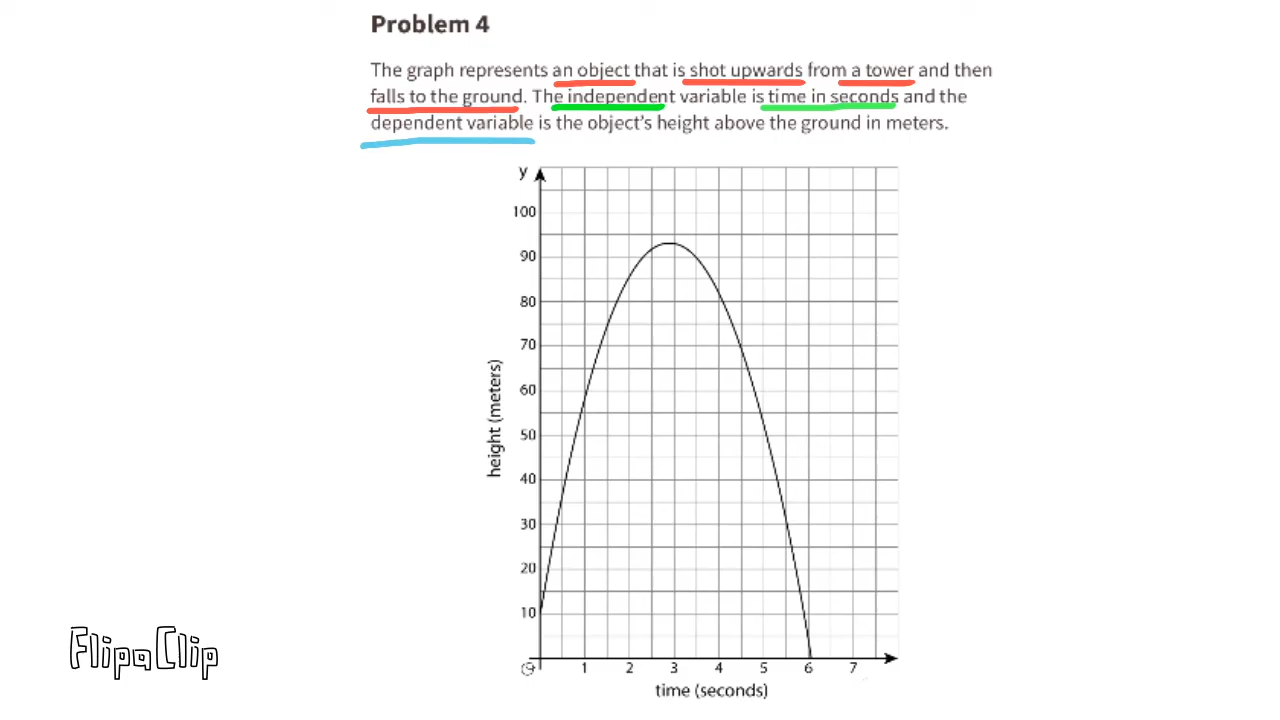 Problem 4
The graph represents an object that is shot upwards from a tower and then
falls to the ground. The independent variable is time in seconds and the
dependent variable is the object's height above the ground in meters.
y
100
90
80
70
60
50
40
30
20
10
height (meters)
1 2 3 4 5 6 7
time (seconds)
FlipaClip